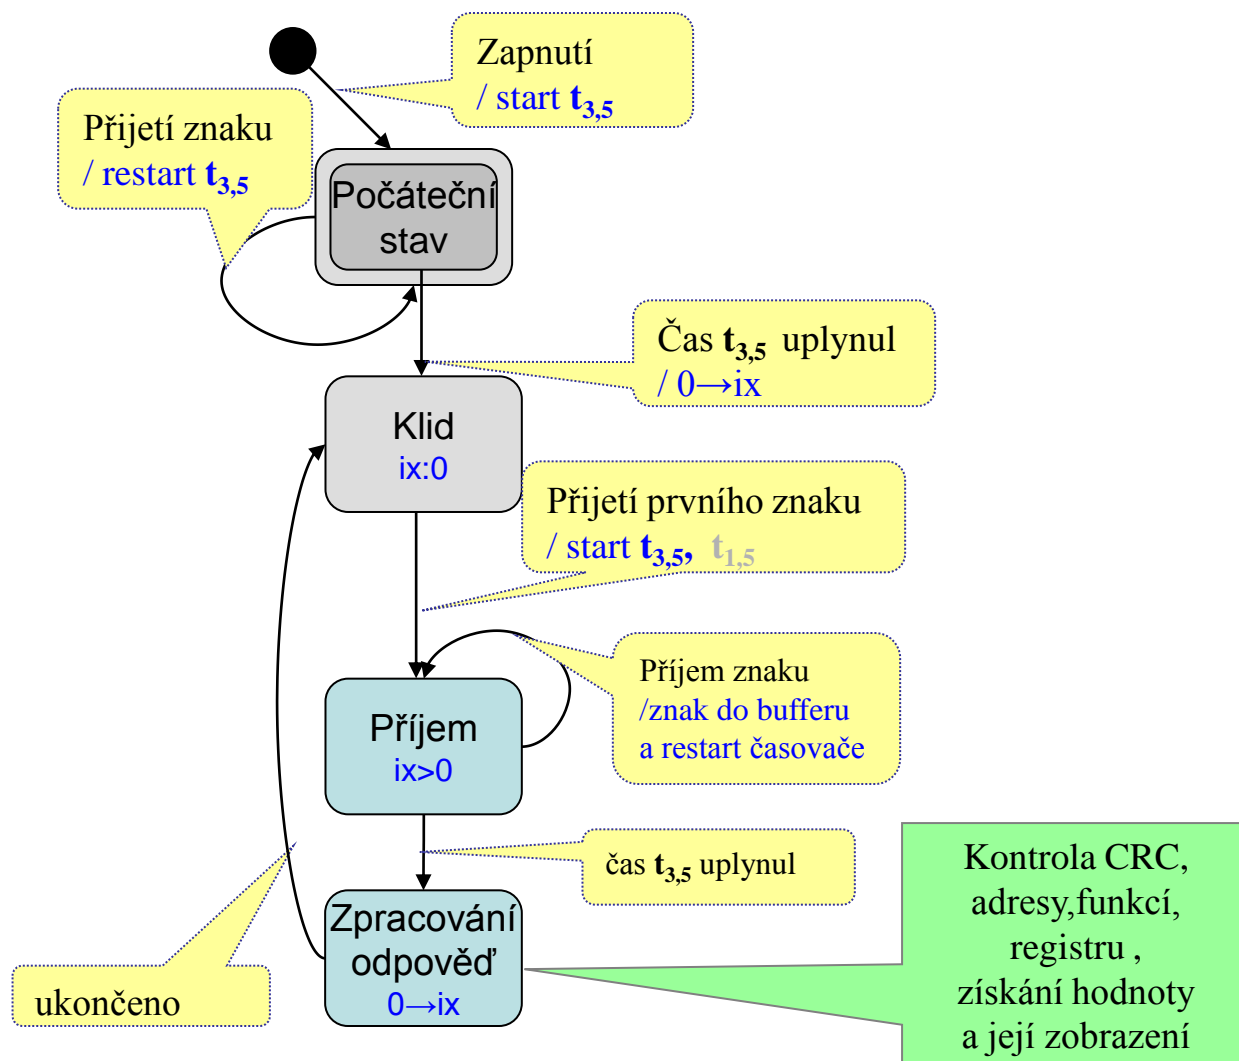 Zapnutí
/ start t3,5
Přijetí znaku
/ restart t3,5
Počáteční
stav
Čas t3,5 uplynul
/ 0→ix
Klid
ix:0
Přijetí prvního znaku
/ start t3,5, t1,5
Příjem znaku
/znak do bufferu
a restart časovače
Příjem
ix>0
čas t3,5 uplynul
Kontrola CRC,
adresy,funkcí,
registru ,
získání hodnoty
a její zobrazení
Zpracování
odpověď
0→ix
ukončeno